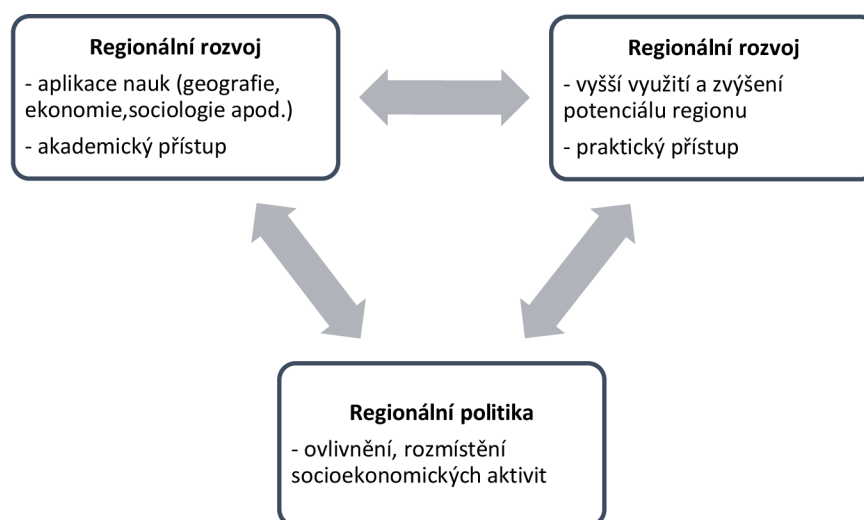 Regionální rozvoj
- aplikace nauk (geografie,
ekonomie,sociologie apod.)
- akademický přístup
Regionální rozvoj
- vyšší využití a zvýšení
potenciálu regionu
- praktický přístup
Regionální politika
- ovlivnění, rozmístění
socioekonomických aktivit